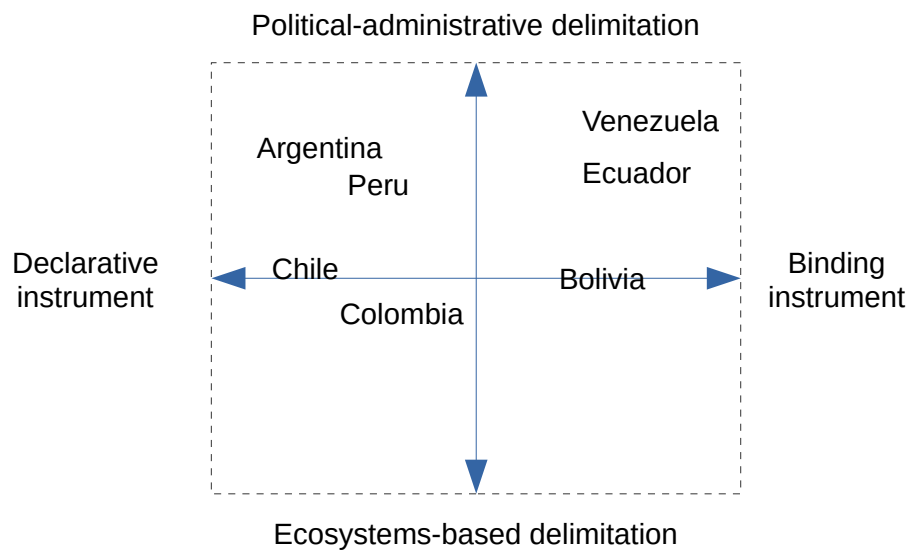 Political-administrative delimitation
Venezuela
Argentina
Ecuador
Peru
Declarative
instrument
Chile
Bolivia
Binding
instrument
Colombia
Ecosystems-based delimitation